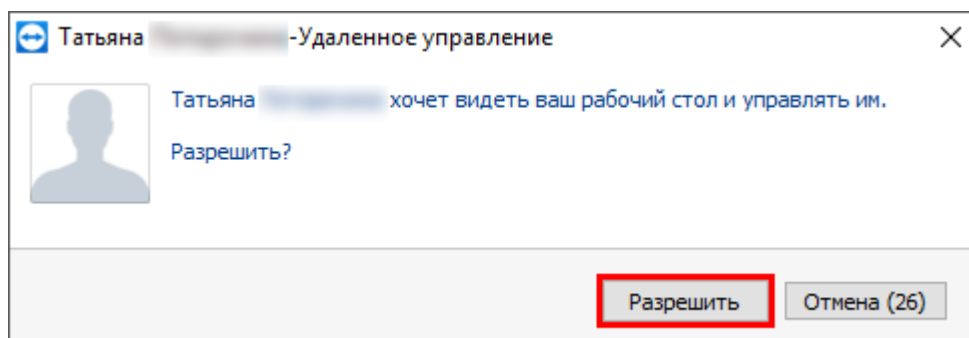 Татьяна -Удаленное управление
Татьяна хочет видеть ваш рабочий стол и управлять им.
Разрешить?
Разрешить
Отмена (26)